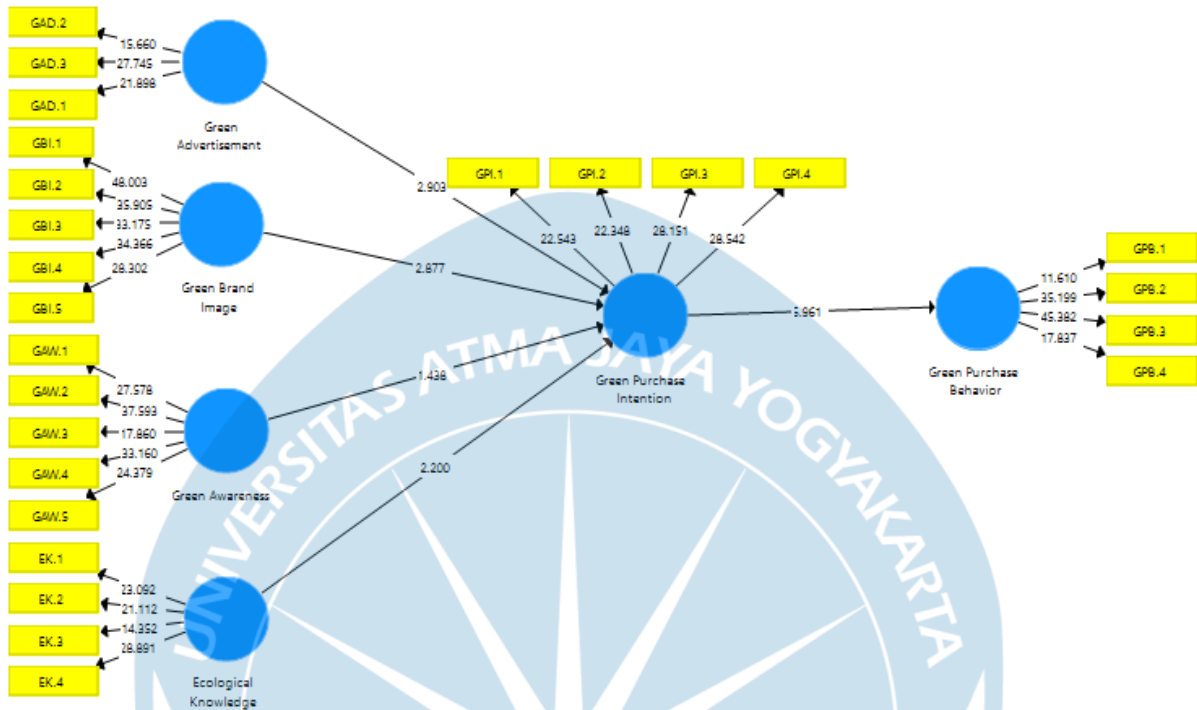 GAD.2
15.660
GAD.3
27.745
GAD.1
21.898
Green
Advertisement
GBI.1
48.003
GBI.2
35.905
GBI.3
33.175
GBI.4
34.366
28.302
GBI.5
Green Brand
Image
GAW.1
27.578
GAW.2
37.593
GAW.3
17.860
GAW.4
33.160
24.379
GAW.5
Green Awareness
EK.1
23.092
EK.2
21.112
EK.3
14.352
28.891
EK.4
Ecological
Knowledge
2.903
2.877
1.438
2.200
GPI.1
GPI.2
GPI.3
GPI.4
22.543
22.348
28.151
28.542
Green Purchase
Intention
GPB.1
11.610
GPB.2
35.199
GPB.3
45.382
17.837
GPB.4
Green Purchase
Behavior
UNIVERSITAS ATMA JAYA YOGYAKARTA